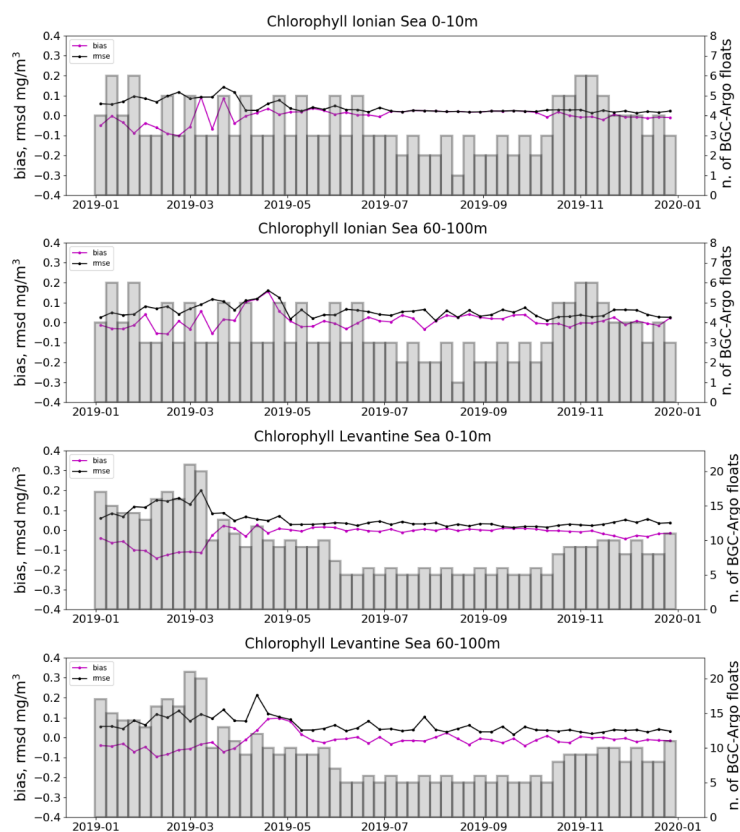 Chlorophyll Ionian Sea 0-10m
bias, rmsd mg/m³
0.4
0.3
0.2
0.1
0.0
−0.1
−0.2
−0.3
−0.4
bias
rmse
8
7
6
5
4
3
2
1
0
n. of BGC-Argo floats
2019-01 2019-03 2019-05 2019-07 2019-09 2019-11 2020-01
Chlorophyll Ionian Sea 60-100m
bias, rmsd mg/m³
0.4
0.3
0.2
0.1
0.0
−0.1
−0.2
−0.3
−0.4
bias
rmse
8
7
6
5
4
3
2
1
0
n. of BGC-Argo floats
2019-01 2019-03 2019-05 2019-07 2019-09 2019-11 2020-01
Chlorophyll Levantine Sea 0-10m
bias, rmsd mg/m³
0.4
0.3
0.2
0.1
0.0
−0.1
−0.2
−0.3
−0.4
bias
rmse
20
15
10
5
0
n. of BGC-Argo floats
2019-01 2019-03 2019-05 2019-07 2019-09 2019-11 2020-01
Chlorophyll Levantine Sea 60-100m
bias, rmsd mg/m³
0.4
0.3
0.2
0.1
0.0
−0.1
−0.2
−0.3
−0.4
bias
rmse
20
15
10
5
0
n. of BGC-Argo floats
2019-01 2019-03 2019-05 2019-07 2019-09 2019-11 2020-01